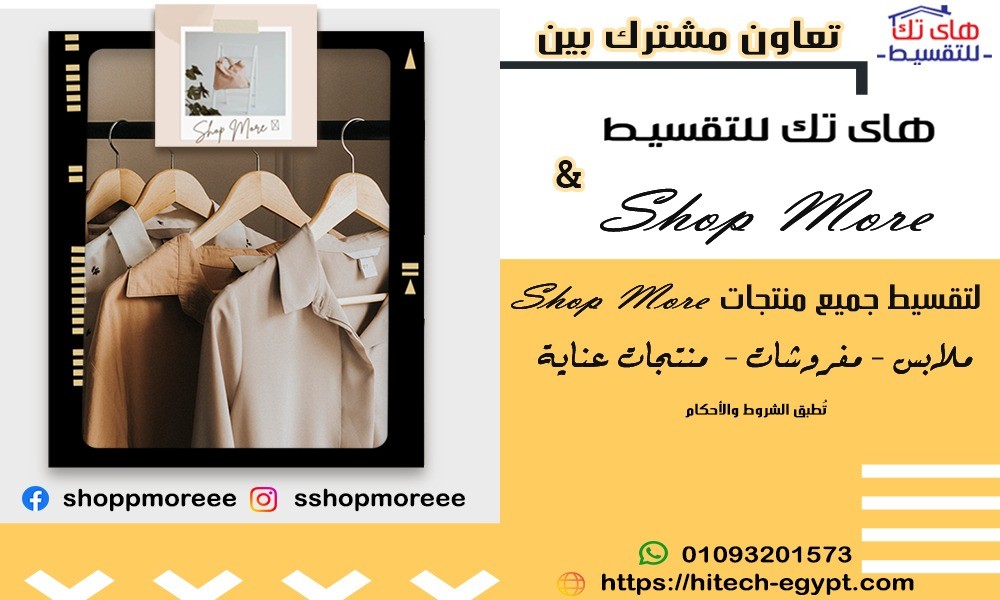 Shop More
shoppmoreee
sshopmoreee
هاى تك
-للتقسيط-
تعاون مشترك بين
هاى تك للتقسيط
&
Shop More
لتقسيط جميع منتجات Shop More
ملابس - مفروشات - منتجات عناية
تُطبق الشروط والأحكام
01093201573
https://hitech-egypt.com